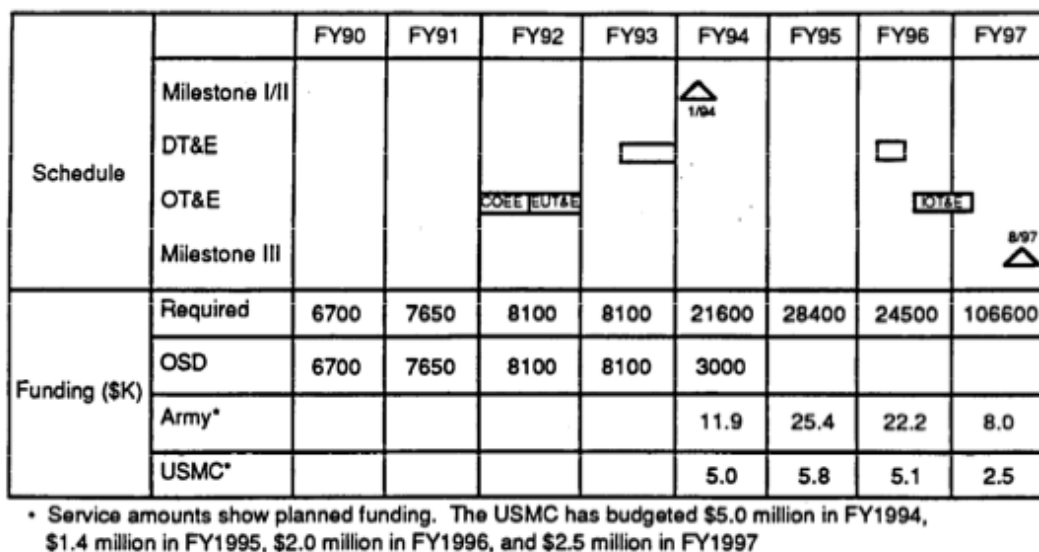 FY90 FY91 FY92 FY93 FY94 FY95 FY96 FY97
Schedule
Milestone I/II
1/94
DT&E
OT&E
COEE EUT&E
IOT&E
Milestone III
8/97
Funding ($K)
Required 6700 7650 8100 8100 21600 28400 24500 106600
OSD 6700 7650 8100 8100 3000
Army* 11.9 25.4 22.2 8.0
USMC* 5.0 5.8 5.1 2.5
• Service amounts show planned funding. The USMC has budgeted $5.0 million in FY1994,
$1.4 million in FY1995, $2.0 million in FY1996, and $2.5 million in FY1997